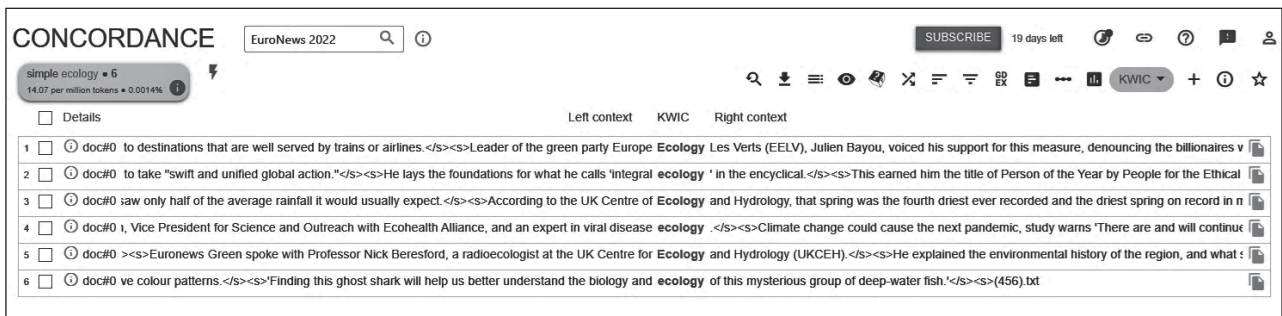 CONCORDANCE EuroNews 2022 SUBSCRIBE 19 days left
simple ecology • 6
14.07 per million tokens • 0.0014%
GD EX KWIC
Details Left context KWIC Right context
1 doc#0 to destinations that are well served by trains or airlines.</s><s>Leader of the green party Europe Ecology Les Verts (EELV), Julien Bayou, voiced his support for this measure, denouncing the billionaires
2 doc#0 to take "swift and unified global action."</s><s>He lays the foundations for what he calls 'integral ecology ' in the encyclical.</s><s>This earned him the title of Person of the Year by People for the Ethical
3 doc#0 saw only half of the average rainfall it would usually expect.</s><s>According to the UK Centre of Ecology and Hydrology, that spring was the fourth driest ever recorded and the driest spring on record in
4 doc#0 , Vice President for Science and Outreach with Ecohealth Alliance, and an expert in viral disease ecology .</s><s>Climate change could cause the next pandemic, study warns 'There are and will continue
5 doc#0 ><s>Euronews Green spoke with Professor Nick Beresford, a radioecologist at the UK Centre for Ecology and Hydrology (UKCEH).</s><s>He explained the environmental history of the region, and what
6 doc#0 ve colour patterns.</s><s>'Finding this ghost shark will help us better understand the biology and ecology of this mysterious group of deep-water fish.'</s><s>(456).txt